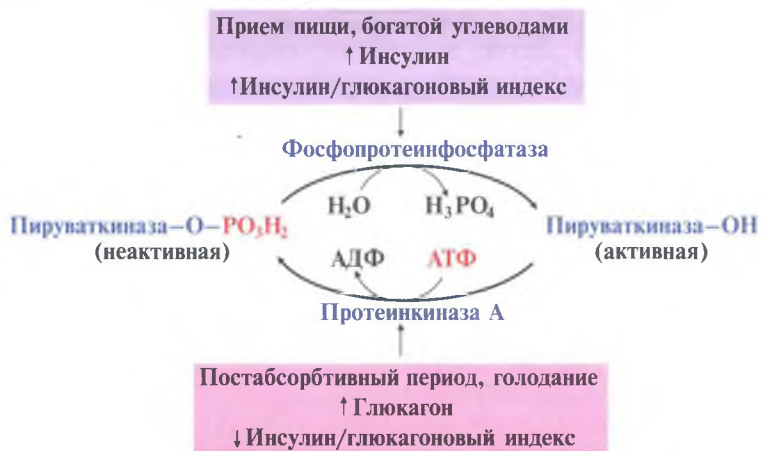 Прием пищи, богатой углеводами
↑ Инсулин
↑Инсулин/глюкагоновый индекс
Фосфопротеинфосфатаза
H₂O H₃PO₄
Пируваткиназа–O–PO₃H₂ Пируваткиназа–OH
(неактивная) (активная)
АДФ АТФ
Протеинкиназа А
Постабсорбтивный период, голодание
↑ Глюкагон
↓ Инсулин/глюкагоновый индекс